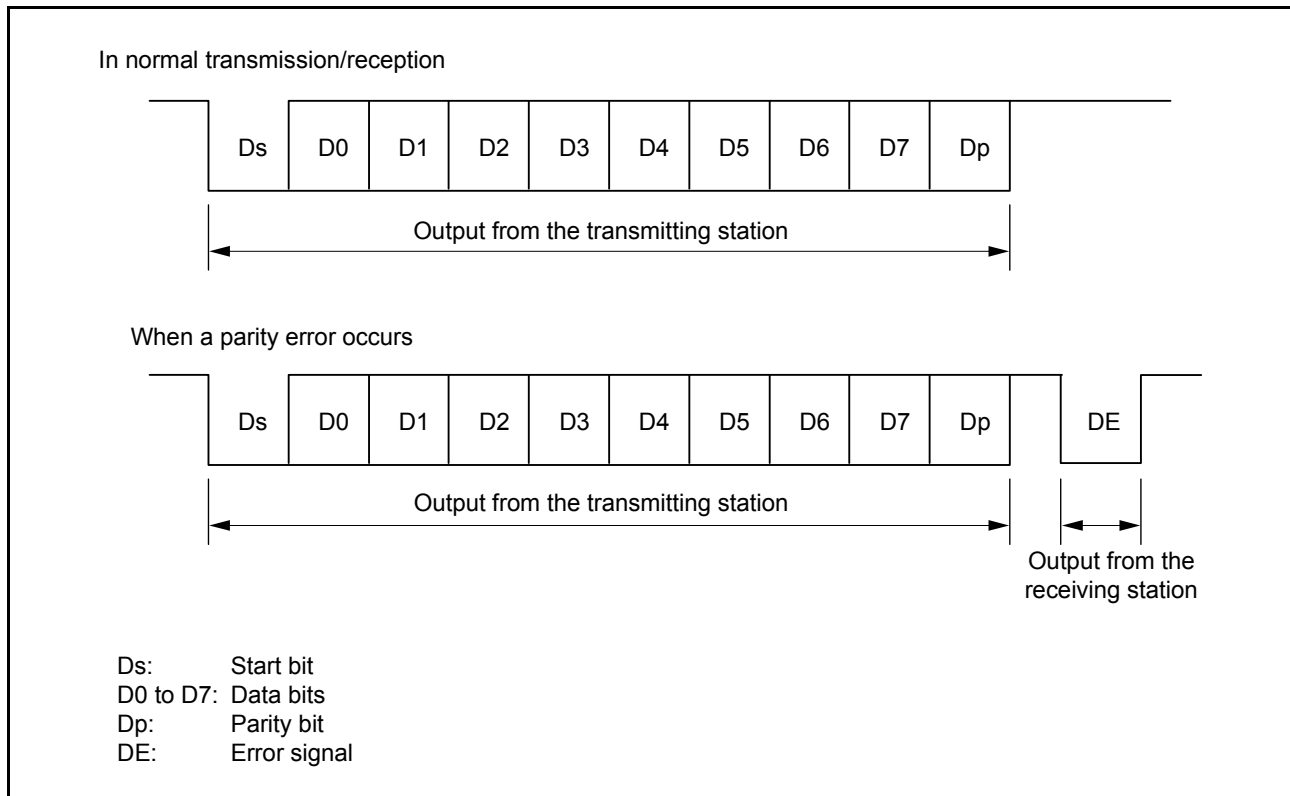 In normal transmission/reception
Ds D0 D1 D2 D3 D4 D5 D6 D7 Dp
Output from the transmitting station
When a parity error occurs
Ds D0 D1 D2 D3 D4 D5 D6 D7 Dp DE
Output from the transmitting station
Output from the
receiving station
Ds: Start bit
D0 to D7: Data bits
Dp: Parity bit
DE: Error signal